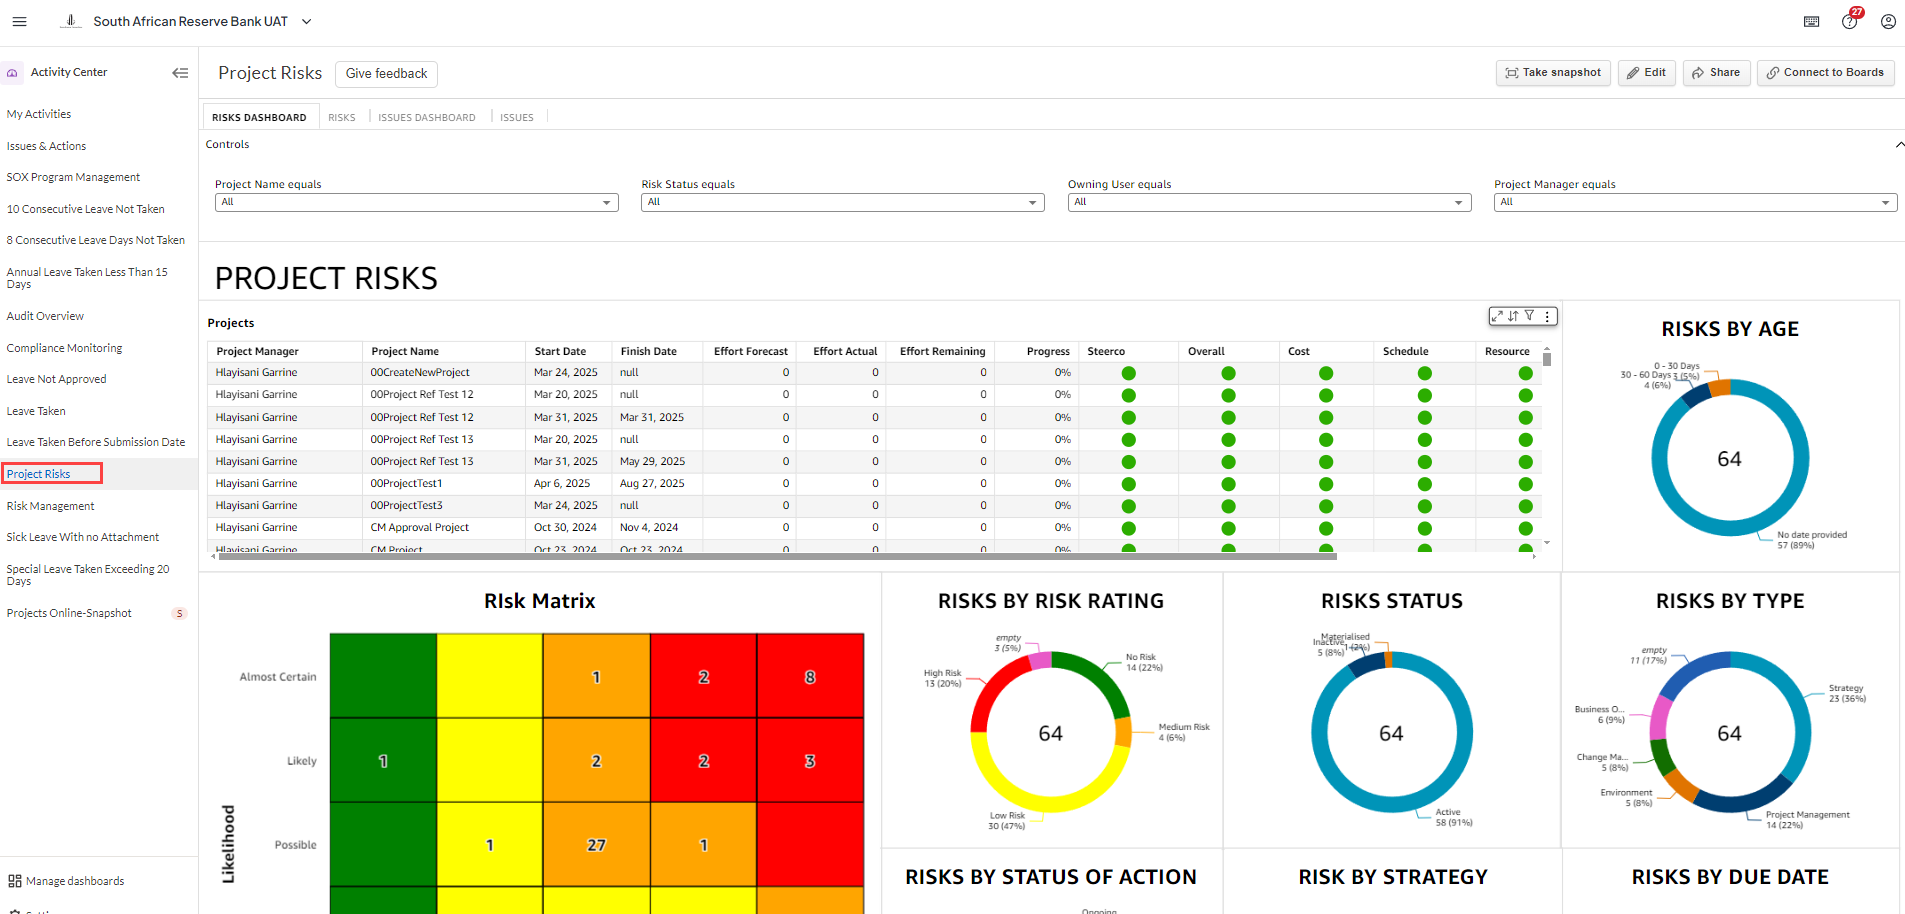 South African Reserve Bank UAT
27
Activity Center
Project Risks
Give feedback
Take snapshot
Edit
Share
Connect to Boards
My Activities
Issues & Actions
SOX Program Management
10 Consecutive Leave Not Taken
8 Consecutive Leave Days Not Taken
Annual Leave Taken Less Than 15
Days
Audit Overview
Compliance Monitoring
Leave Not Approved
Leave Taken
Leave Taken Before Submission Date
Project Risks
Risk Management
Sick Leave With no Attachment
Special Leave Taken Exceeding 20
Days
Projects Online-Snapshot S
Manage dashboards
RISKS DASHBOARD RISKS ISSUES DASHBOARD ISSUES
Controls
Project Name equals Risk Status equals Owning User equals Project Manager equals
All All All All
PROJECT RISKS
Projects
Project Manager Project Name Start Date Finish Date Effort Forecast Effort Actual Effort Remaining Progress Steerco Overall Cost Schedule Resource
Hlayisani Garrine 00CreateNewProject Mar 24, 2025 null 0 0 0 0%
Hlayisani Garrine 00Project Ref Test 12 Mar 20, 2025 null 0 0 0 0%
Hlayisani Garrine 00Project Ref Test 12 Mar 31, 2025 Mar 31, 2025 0 0 0 0%
Hlayisani Garrine 00Project Ref Test 13 Mar 20, 2025 null 0 0 0 0%
Hlayisani Garrine 00Project Ref Test 13 Mar 31, 2025 May 29, 2025 0 0 0 0%
Hlayisani Garrine 00ProjectTest1 Apr 6, 2025 Aug 27, 2025 0 0 0 0%
Hlayisani Garrine 00ProjectTest3 Mar 24, 2025 null 0 0 0 0%
Hlayisani Garrine CM Approval Project Oct 30, 2024 Nov 4, 2024 0 0 0 0%
Hlayisani Garrine CM Project Oct 23, 2024 Oct 23, 2024 0 0 0 0%
RISKS BY AGE
0 - 30 Days
3 (5%)
30 - 60 Days
4 (6%)
64
No date provided
57 (89%)
RIsk Matrix
Almost Certain 1 2 8
Likely 1 2 2 3
Possible 1 27 1
Likelihood
RISKS BY RISK RATING
empty
3 (5%)
No Risk
14 (22%)
High Risk
13 (20%)
64
Medium Risk
4 (6%)
Low Risk
30 (47%)
RISKS STATUS
Materialised
1 (2%)
Inactive
5 (8%)
64
Active
58 (91%)
RISKS BY TYPE
empty
11 (17%)
Strategy
23 (36%)
Business O...
6 (9%)
64
Change Ma...
5 (8%)
Environment
5 (8%)
Project Management
14 (22%)
RISKS BY STATUS OF ACTION
Ongoing
RISK BY STRATEGY
RISKS BY DUE DATE